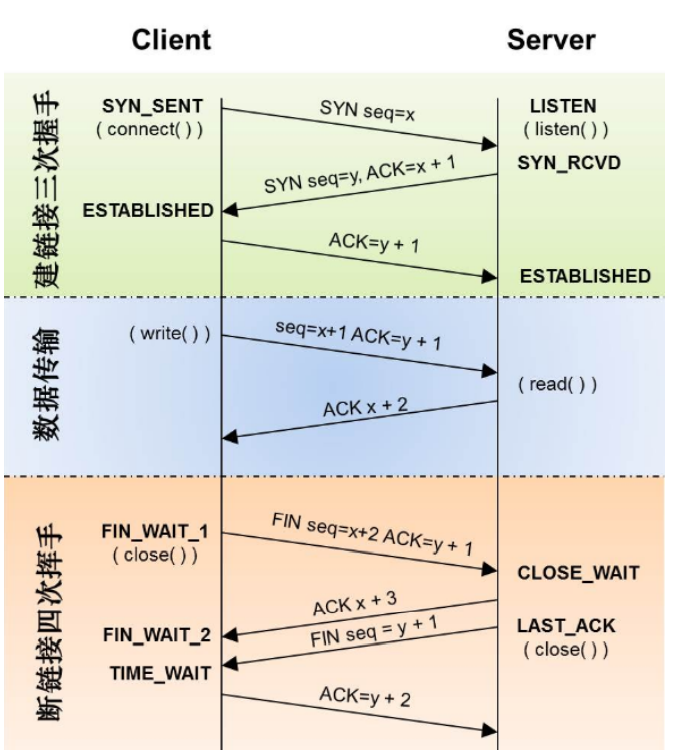 Client
Server
建链接三次握手
SYN_SENT
( connect( ) )
SYN seq=x
LISTEN
( listen( ) )
SYN_RCVD
SYN seq=y, ACK=x + 1
ESTABLISHED
ACK=y + 1
ESTABLISHED
数据传输
( write( ) )
seq=x+1 ACK=y + 1
( read( ) )
ACK x + 2
断链接四次挥手
FIN_WAIT_1
( close( ) )
FIN seq=x+2 ACK=y + 1
CLOSE_WAIT
ACK x + 3
FIN_WAIT_2
FIN seq = y + 1
LAST_ACK
( close( ) )
TIME_WAIT
ACK=y + 2